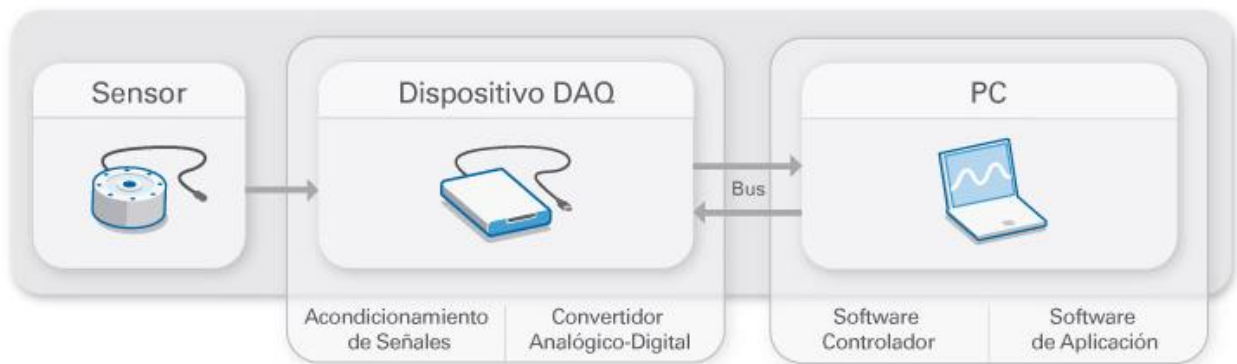 Sensor
Dispositivo DAQ
PC
Bus
Acondicionamiento
de Señales
Convertidor
Analógico-Digital
Software
Controlador
Software
de Aplicación